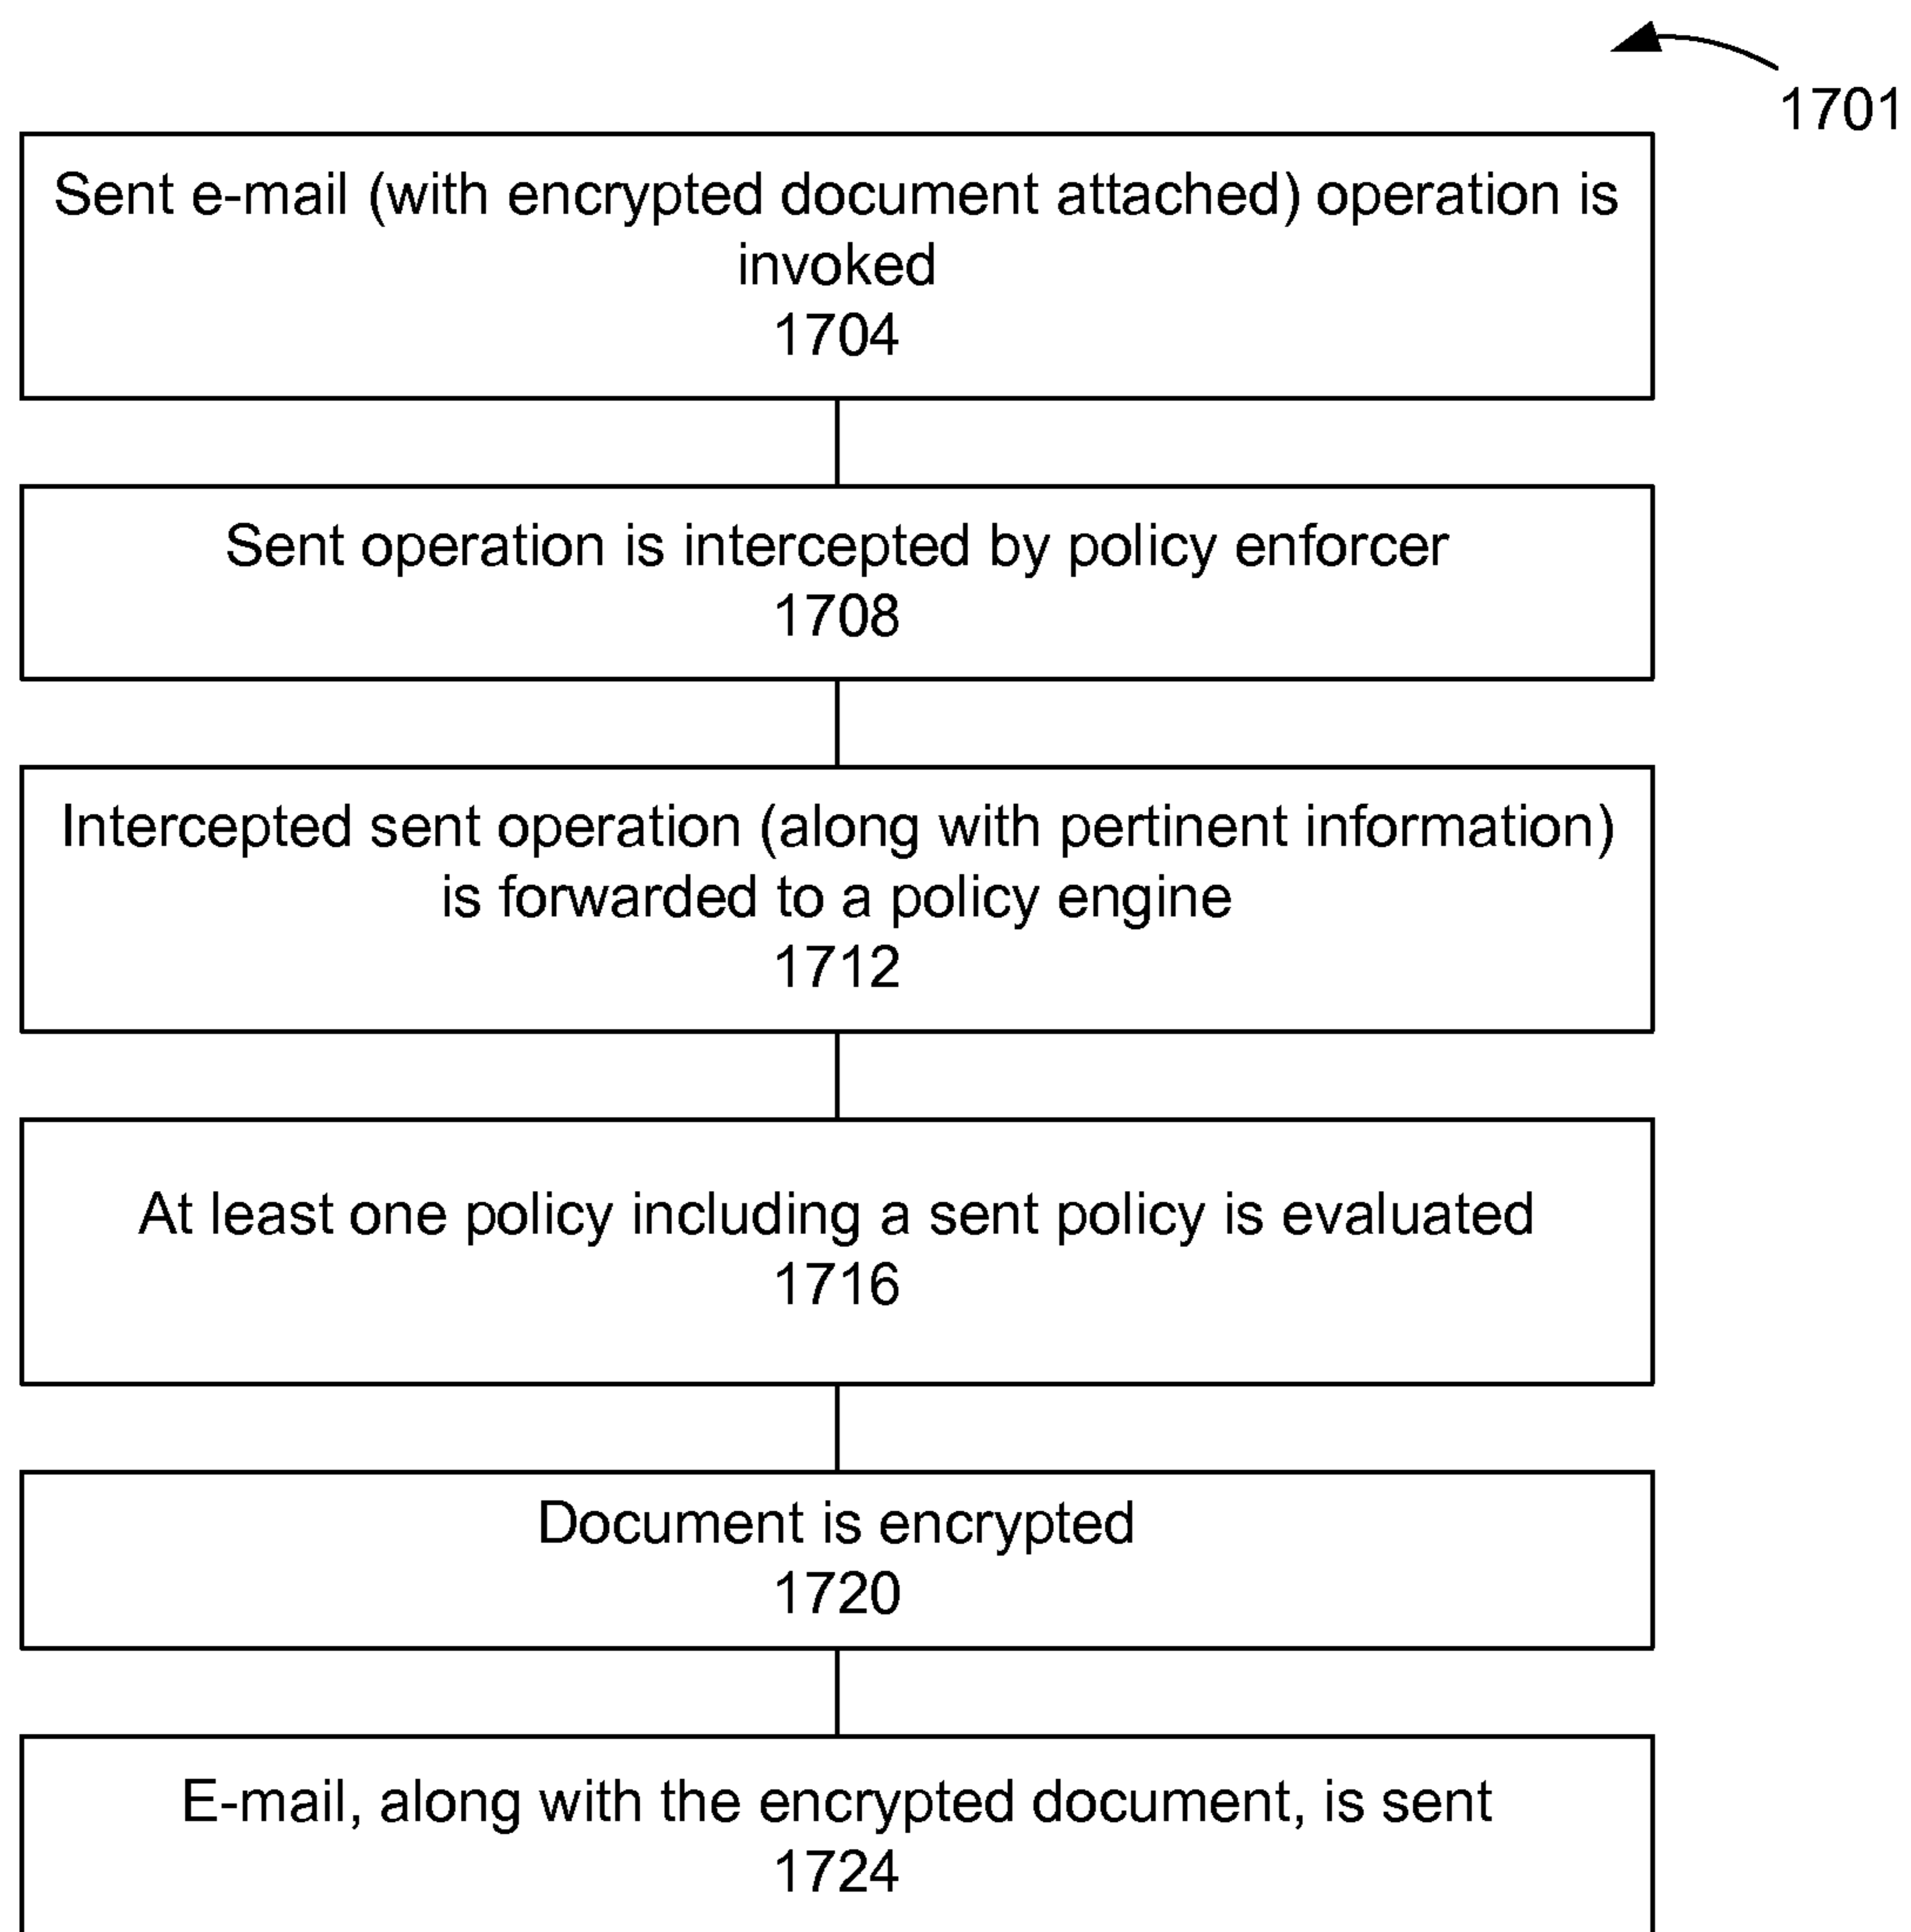 1701
Sent e-mail (with encrypted document attached) operation is
invoked
1704
Sent operation is intercepted by policy enforcer
1708
Intercepted sent operation (along with pertinent information)
is forwarded to a policy engine
1712
At least one policy including a sent policy is evaluated
1716
Document is encrypted
1720
E-mail, along with the encrypted document, is sent
1724